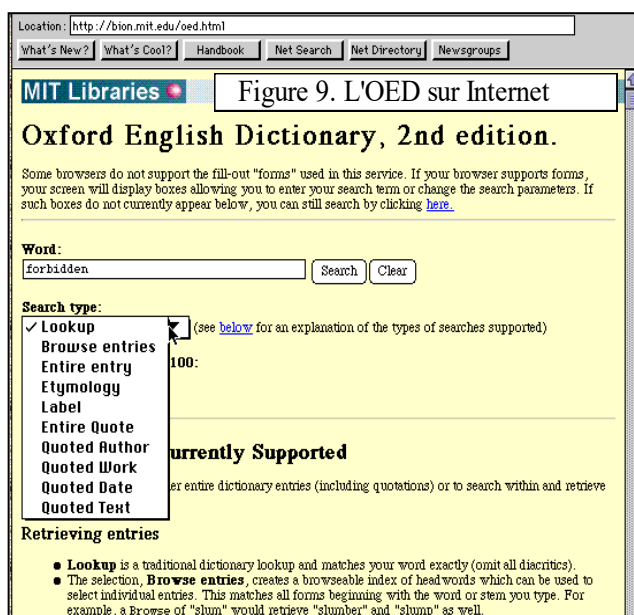 Location: http://bion.mit.edu/oed.html
What's New? What's Cool? Handbook Net Search Net Directory Newsgroups
MIT Libraries Figure 9. L'OED sur Internet
Oxford English Dictionary, 2nd edition.
Some browsers do not support the fill-out "forms" used in this service. If your browser supports forms,
your screen will display boxes allowing you to enter your search term or change the search parameters. If
such boxes do not currently appear below, you can still search by clicking here.
Word:
forbidden Search Clear
Search type:
✓ Lookup (see below for an explanation of the types of searches supported)
Browse entries
Entire entry 100:
Etymology
Label
Entire Quote
Quoted Author urrently Supported
Quoted Work
Quoted Date er entire dictionary entries (including quotations) or to search within and retrieve
Quoted Text
Retrieving entries
● Lookup is a traditional dictionary lookup and matches your word exactly (omit all diacritics).
● The selection, Browse entries, creates a browseable index of headwords which can be used to
select individual entries. This matches all forms beginning with the word or stem you type. For
example, a Browse of "slum" would retrieve "slumber" and "slump" as well.